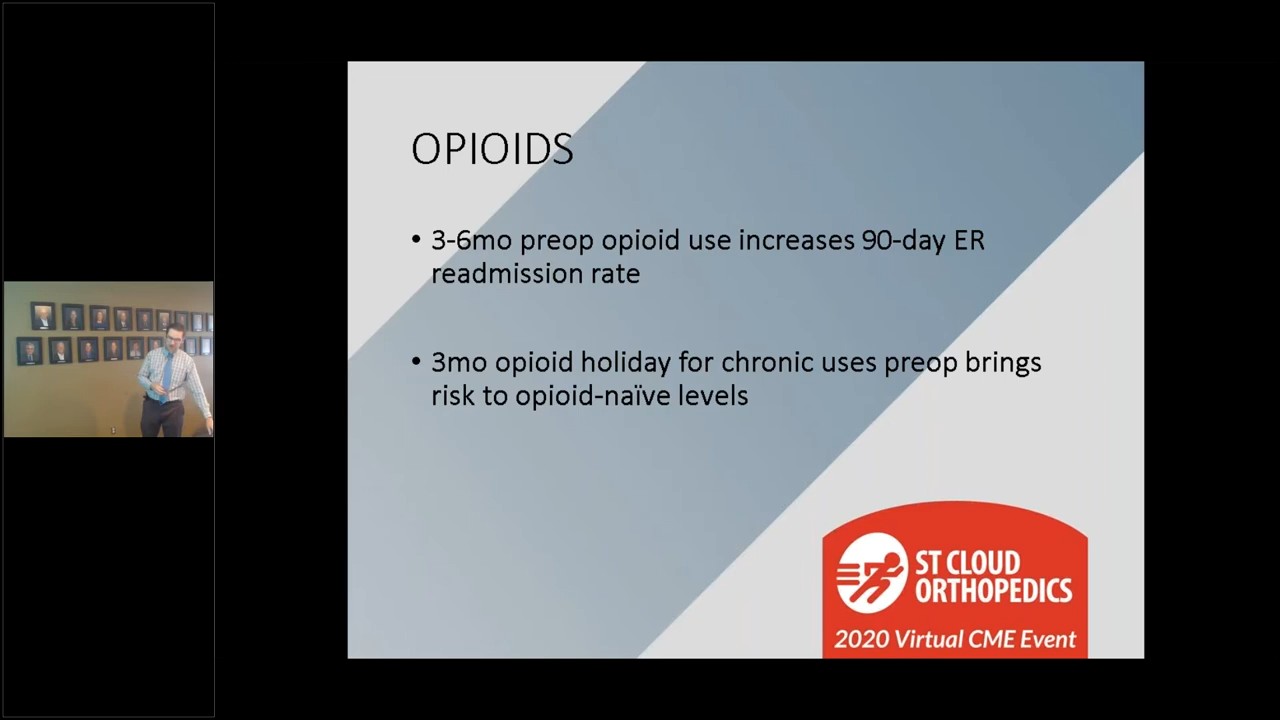 OPIOIDS
• 3-6mo preop opioid use increases 90-day ER
readmission rate
• 3mo opioid holiday for chronic uses preop brings
risk to opioid-naïve levels
ST CLOUD
ORTHOPEDICS
2020 Virtual CME Event